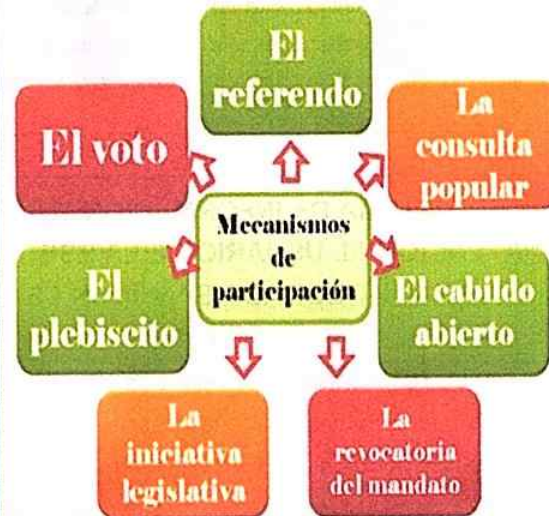 El
referendo
El voto
La
consulta
popular
Mecanismos
de
participación
El
plebiscito
El cabildo
abierto
La
iniciativa
legislativa
La
revocatoria
del mandato